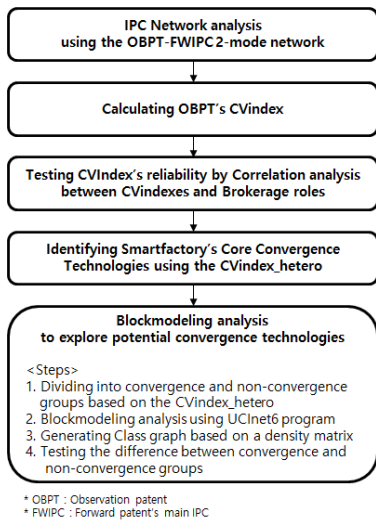 IPC Network analysis
using the OBPT-FWIPC 2-mode network
Calculating OBPT's CVindex
Testing CVIndex's reliability by Correlation analysis
between CVindexes and Brokerage roles
Identifying Smartfactory's Core Convergence
Technologies using the CVindex_hetero
Blockmodeling analysis
to explore potential convergence technologies
<Steps>
1. Dividing into convergence and non-convergence
groups based on the CVindex_hetero
2. Blockmodeling analysis using UCInet6 program
3. Generating Class graph based on a density matrix
4. Testing the difference between convergence and
non-convergence groups
* OBPT : Observation patent
* FWIPC : Forward patent's main IPC